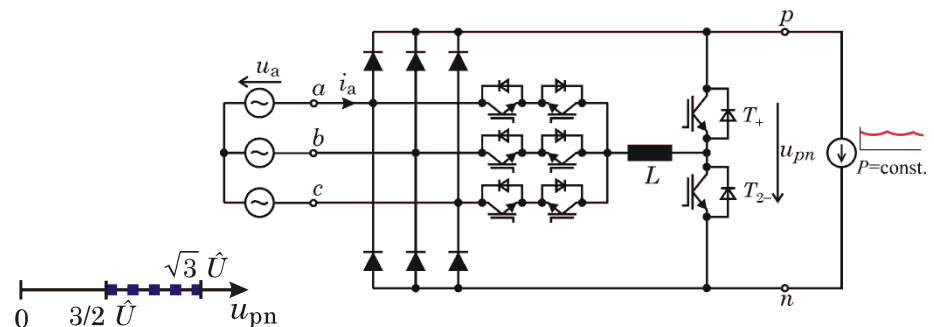 p
u_a
a
i_a
b
c
L
T_+
T_2–
u_pn
P=const.
n
√3 Û
0
3/2 Û
u_pn